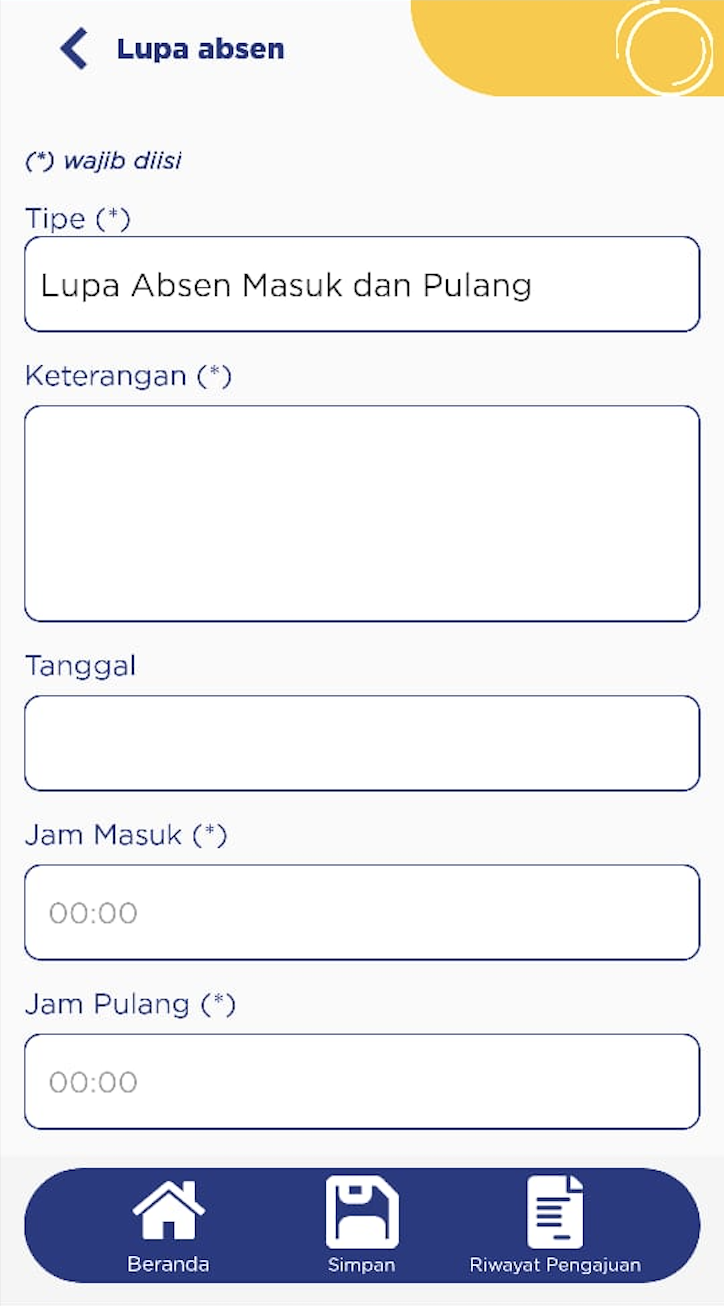 Lupa absen
(*) wajib diisi
Tipe (*)
Lupa Absen Masuk dan Pulang
Keterangan (*)
Tanggal
Jam Masuk (*)
00:00
Jam Pulang (*)
00:00
Beranda
Simpan
Riwayat Pengajuan